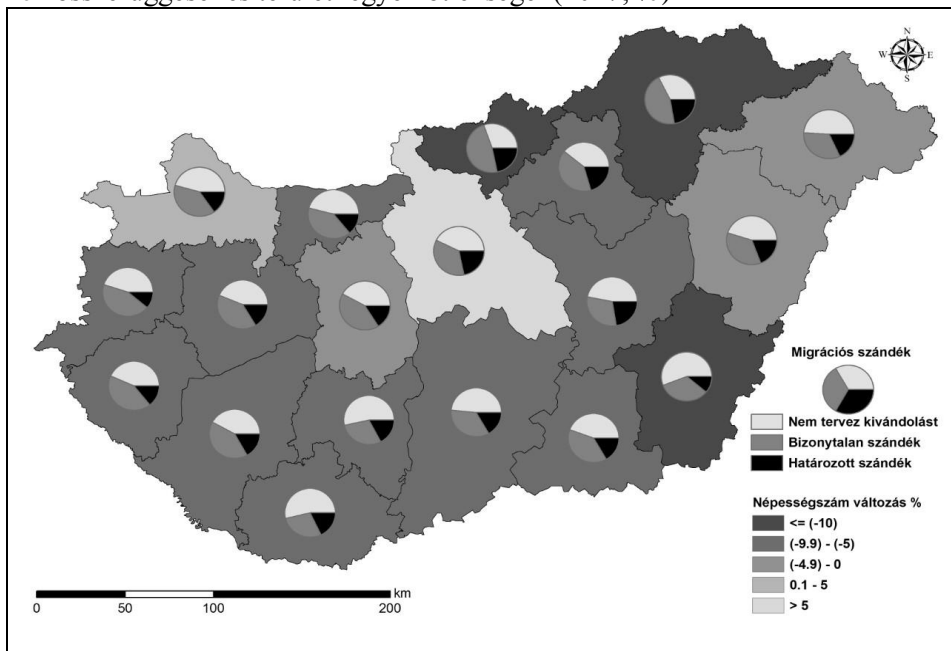 N
W E
S
Migrációs szándék
Nem tervez kivándolást
Bizonytalan szándék
Határozott szándék
Népességszám változás %
<= (-10)
(-9.9) - (-5)
(-4.9) - 0
0.1 - 5
> 5
km
0 50 100 200